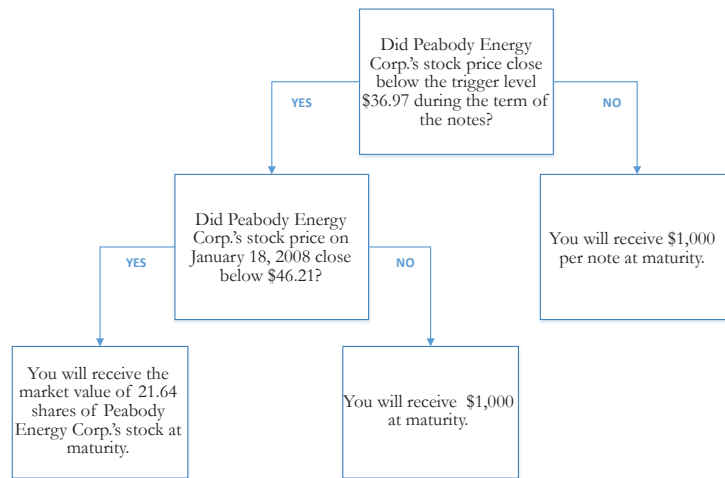 Did Peabody Energy
Corp.'s stock price close
below the trigger level
$36.97 during the term of
the notes?
YES
NO
Did Peabody Energy
Corp.'s stock price on
January 18, 2008 close
below $46.21?
You will receive $1,000
per note at maturity.
YES
NO
You will receive the
market value of 21.64
shares of Peabody
Energy Corp.'s stock at
maturity.
You will receive $1,000
at maturity.